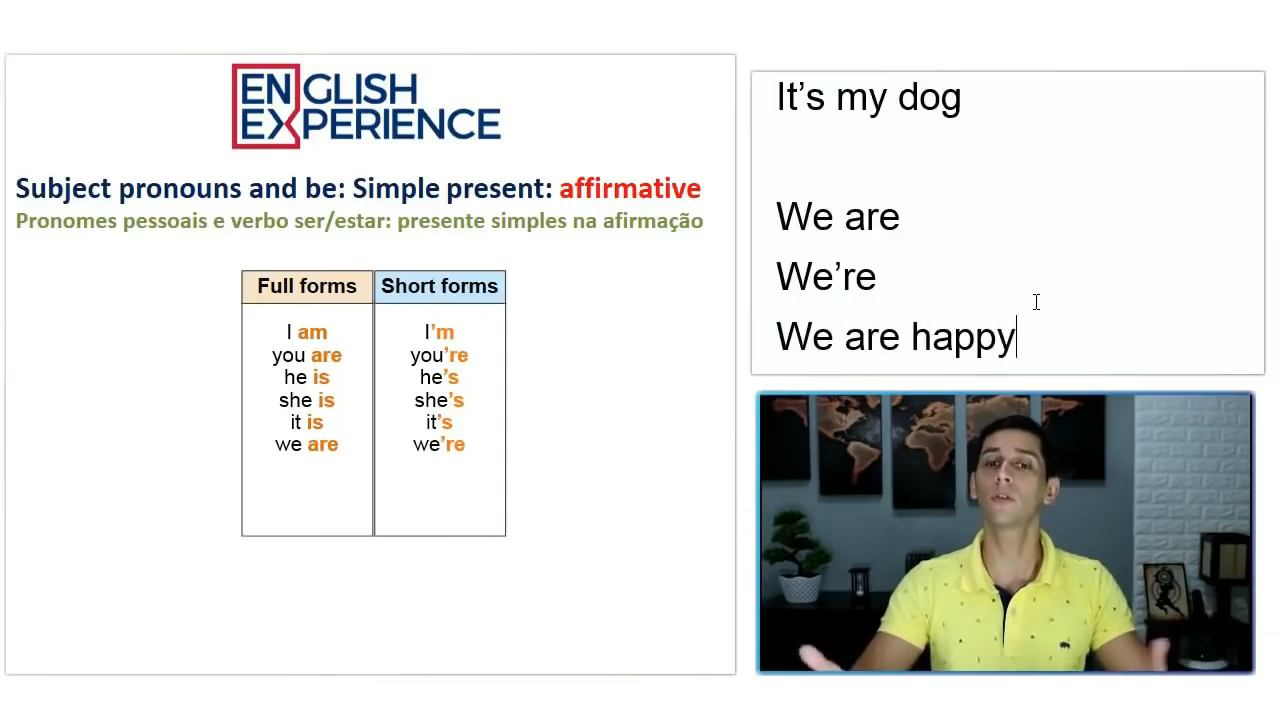 ENGLISH
EXPERIENCE
Subject pronouns and be: Simple present: affirmative
Pronomes pessoais e verbo ser/estar: presente simples na afirmação
Full forms Short forms
I am I’m
you are you’re
he is he’s
she is she’s
it is it’s
we are we’re
It’s my dog
We are
We’re
We are happy